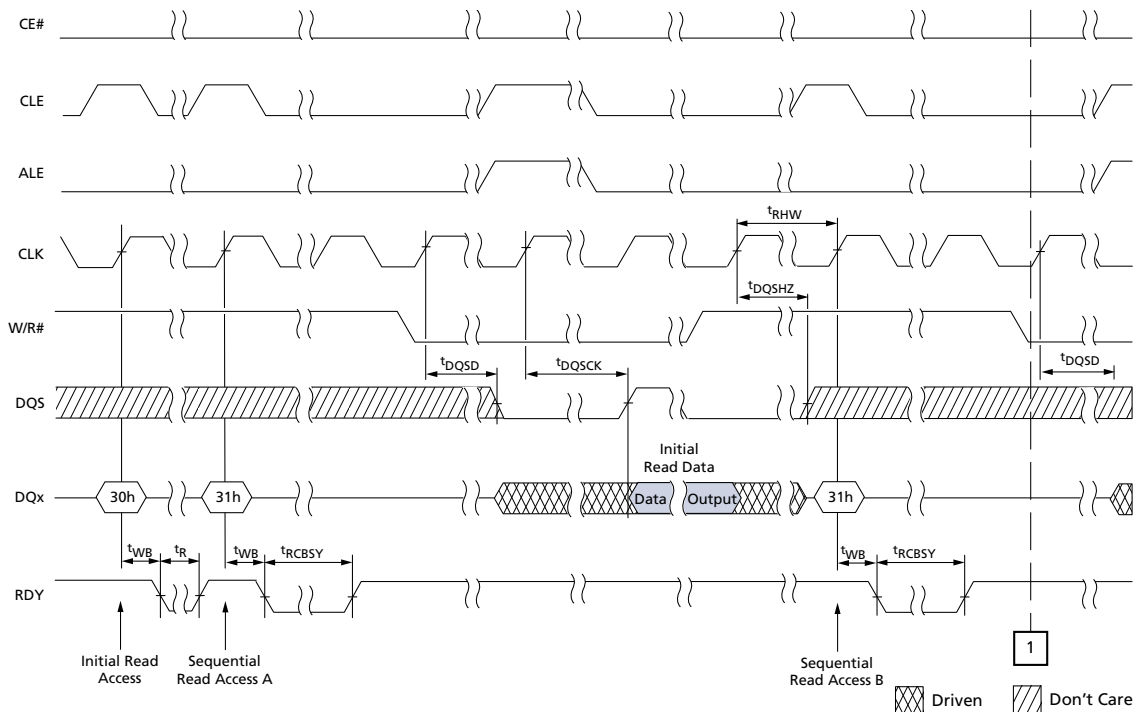 CE#
CLE
ALE
tRHW
CLK
tDQSHZ
W/R#
tDQSD
tDQSCK
tDQSD
DQS
Initial
Read Data
DQx
30h
31h
Data
Output
31h
tWB
tR
tWB
tRCBSY
tWB
tRCBSY
RDY
Initial Read
Access
Sequential
Read Access A
Sequential
Read Access B
1
Driven
Don't Care